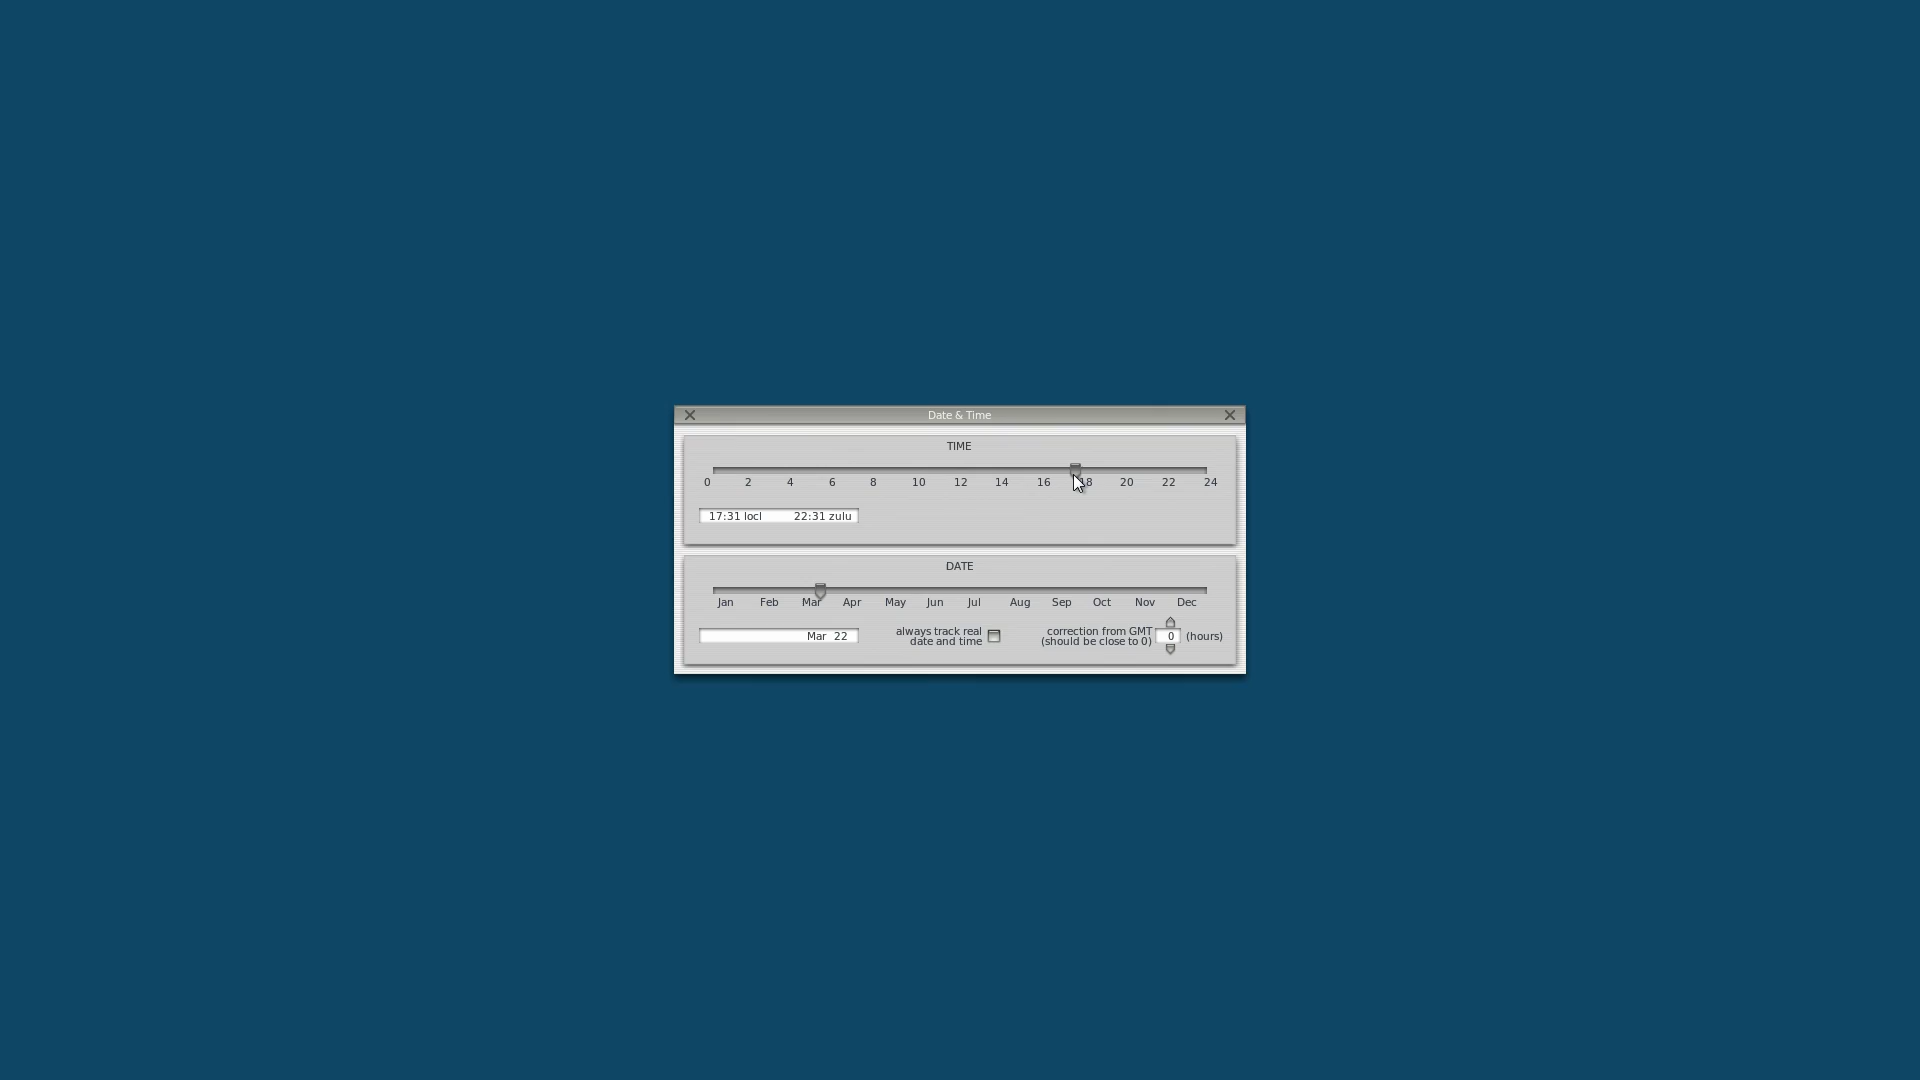 Date & Time
TIME
0 2 4 6 8 10 12 14 16 18 20 22 24
17:31 locl 22:31 zulu
DATE
Jan Feb Mar Apr May Jun Jul Aug Sep Oct Nov Dec
always track real
date and time
correction from GMT
(should be close to 0)
Mar 22
0 (hours)